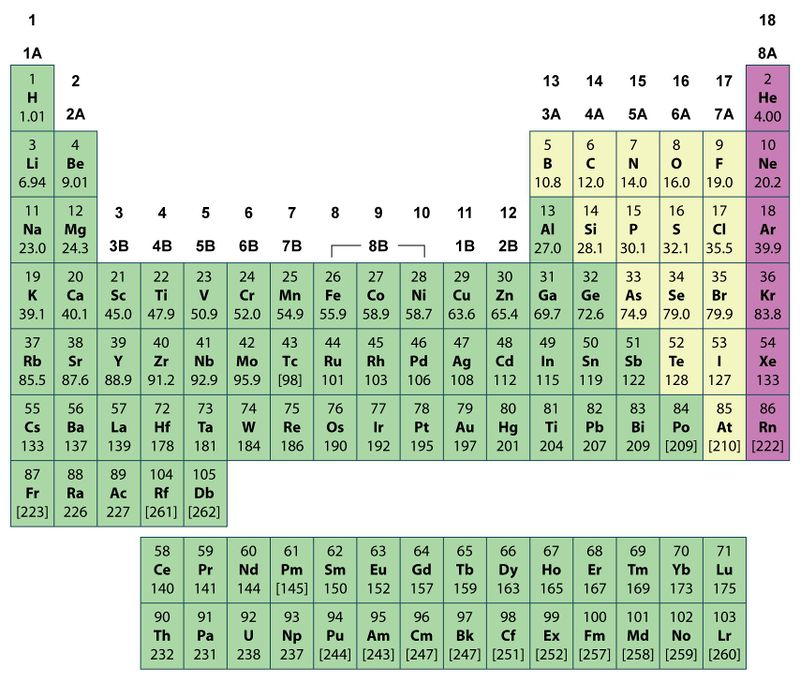 1 18
1A 8A
1 2 13 14 15 16 17 2
H He
1.01 2A 3A 4A 5A 6A 7A 4.00
3 4 5 6 7 8 9 10
Li Be B C N O F Ne
6.94 9.01 10.8 12.0 14.0 16.0 19.0 20.2
11 12 3 4 5 6 7 8 9 10 11 12 13 14 15 16 17 18
Na Mg Al Si P S Cl Ar
23.0 24.3 3B 4B 5B 6B 7B 8B 1B 2B 27.0 28.1 30.1 32.1 35.5 39.9
19 20 21 22 23 24 25 26 27 28 29 30 31 32 33 34 35 36
K Ca Sc Ti V Cr Mn Fe Co Ni Cu Zn Ga Ge As Se Br Kr
39.1 40.1 45.0 47.9 50.9 52.0 54.9 55.9 58.9 58.7 63.6 65.4 69.7 72.6 74.9 79.0 79.9 83.8
37 38 39 40 41 42 43 44 45 46 47 48 49 50 51 52 53 54
Rb Sr Y Zr Nb Mo Tc Ru Rh Pd Ag Cd In Sn Sb Te I Xe
85.5 87.6 88.9 91.2 92.9 95.9 [98] 101 103 106 108 112 115 119 122 128 127 133
55 56 57 72 73 74 75 76 77 78 79 80 81 82 83 84 85 86
Cs Ba La Hf Ta W Re Os Ir Pt Au Hg Ti Pb Bi Po At Rn
133 137 139 178 181 184 186 190 192 195 197 201 204 207 209 [209] [210] [222]
87 88 89 104 105
Fr Ra Ac Rf Db
[223] 226 227 [261] [262]
58 59 60 61 62 63 64 65 66 67 68 69 70 71
Ce Pr Nd Pm Sm Eu Gd Tb Dy Ho Er Tm Yb Lu
140 141 144 [145] 150 152 157 159 163 165 167 169 173 175
90 91 92 93 94 95 96 97 98 99 100 101 102 103
Th Pa U Np Pu Am Cm Bk Cf Ex Fm Md No Lr
232 231 238 237 [244] [243] [247] [247] [251] [252] [257] [258] [259] [260]